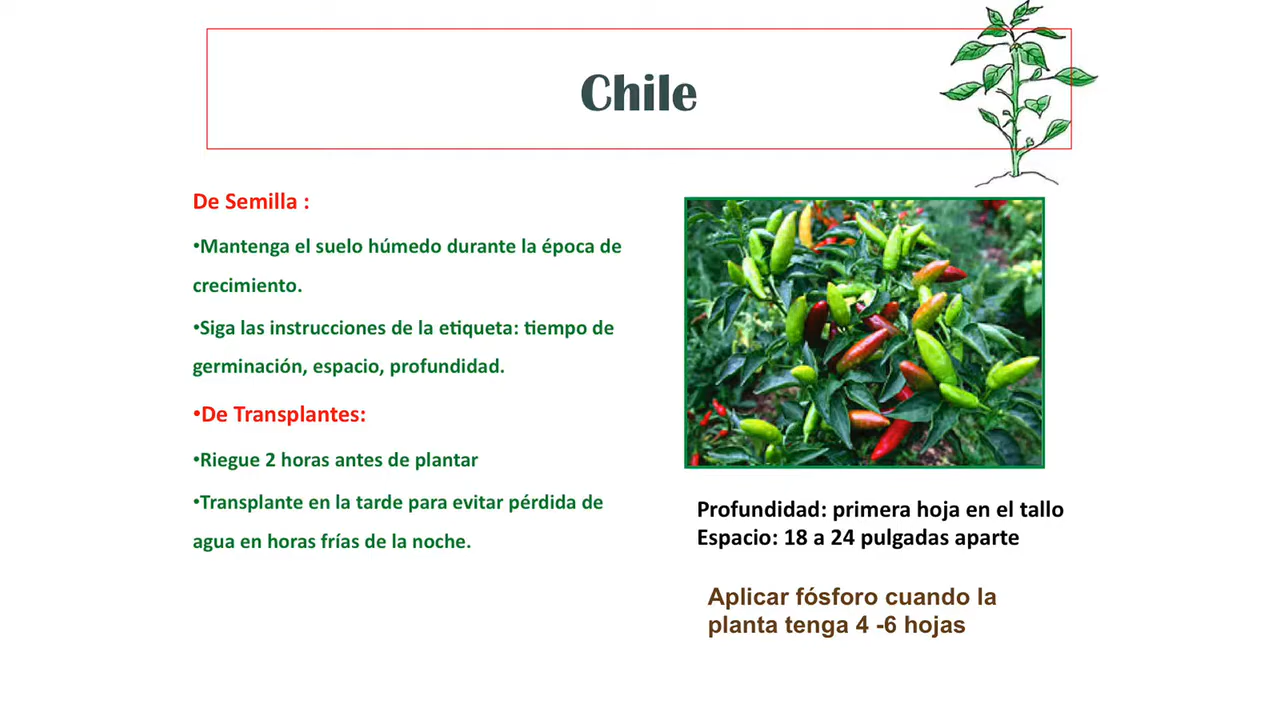 Chile
De Semilla :
•Mantenga el suelo húmedo durante la época de
crecimiento.
•Siga las instrucciones de la etiqueta: tiempo de
germinación, espacio, profundidad.
•De Transplantes:
•Riegue 2 horas antes de plantar
•Transplante en la tarde para evitar pérdida de
agua en horas frías de la noche.
Profundidad: primera hoja en el tallo
Espacio: 18 a 24 pulgadas aparte
Aplicar fósforo cuando la
planta tenga 4 -6 hojas